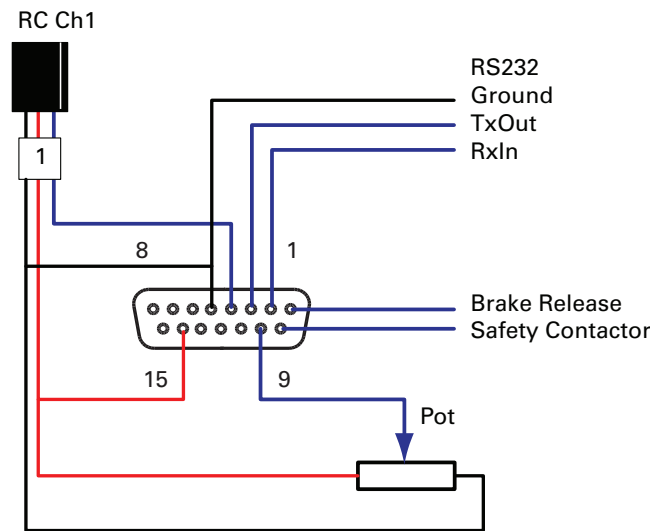 RC Ch1
RS232
Ground
TxOut
RxIn
1
8
1
Brake Release
Safety Contactor
15
9
Pot